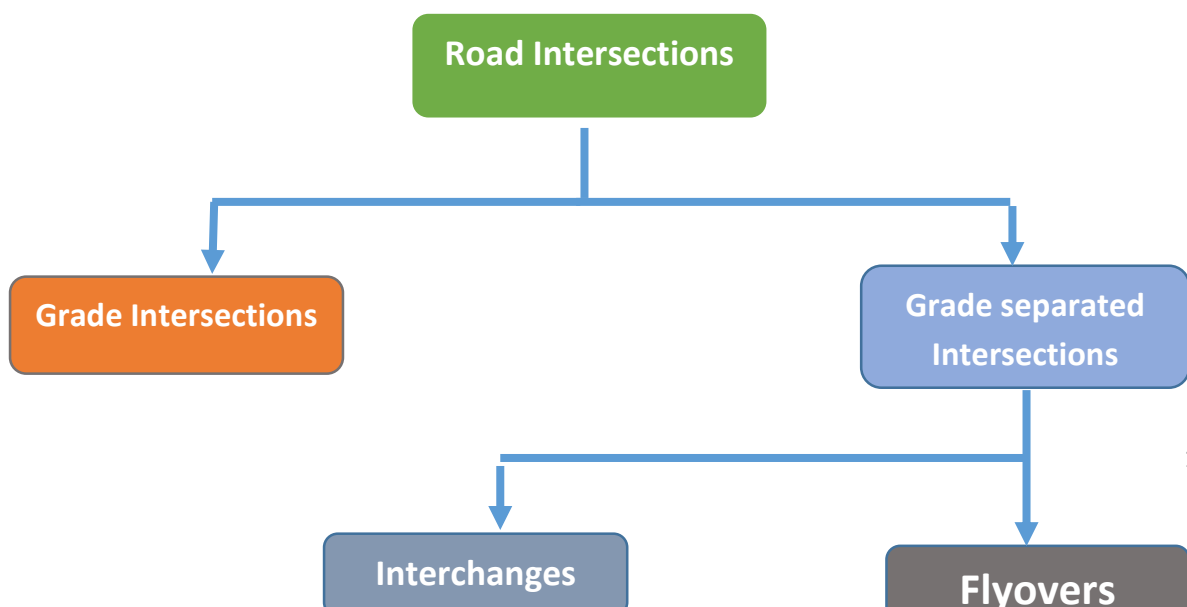 Road Intersections
Grade Intersections
Grade separated
Intersections
Interchanges
Flyovers